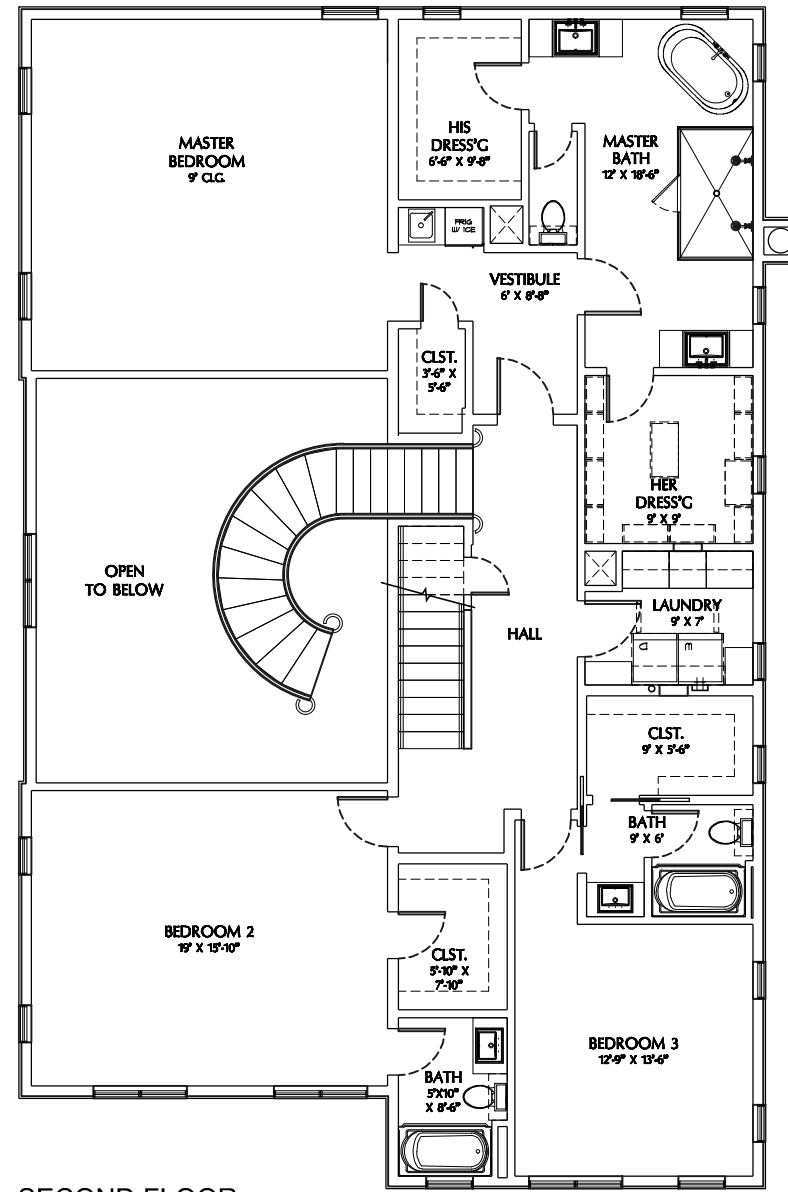 MASTER
BEDROOM
9' CLG.
HIS
DRESS'G
6'-6" X 9'-8"
MASTER
BATH
12' X 18'-6"
FRIG
W/ ICE
VESTIBULE
6' X 8'-8"
CLST.
3'-6" X
5'-6"
HER
DRESS'G
9' X 9'
OPEN
TO BELOW
LAUNDRY
9' X 7'
HALL
D
CLST.
9' X 5'-6"
BATH
9' X 6'
BEDROOM 2
19' X 15'-10"
CLST.
5'-10" X
7'-10"
BEDROOM 3
12'-9" X 13'-6"
BATH
5'X10"
X 8'-6"
SECOND FLOOR